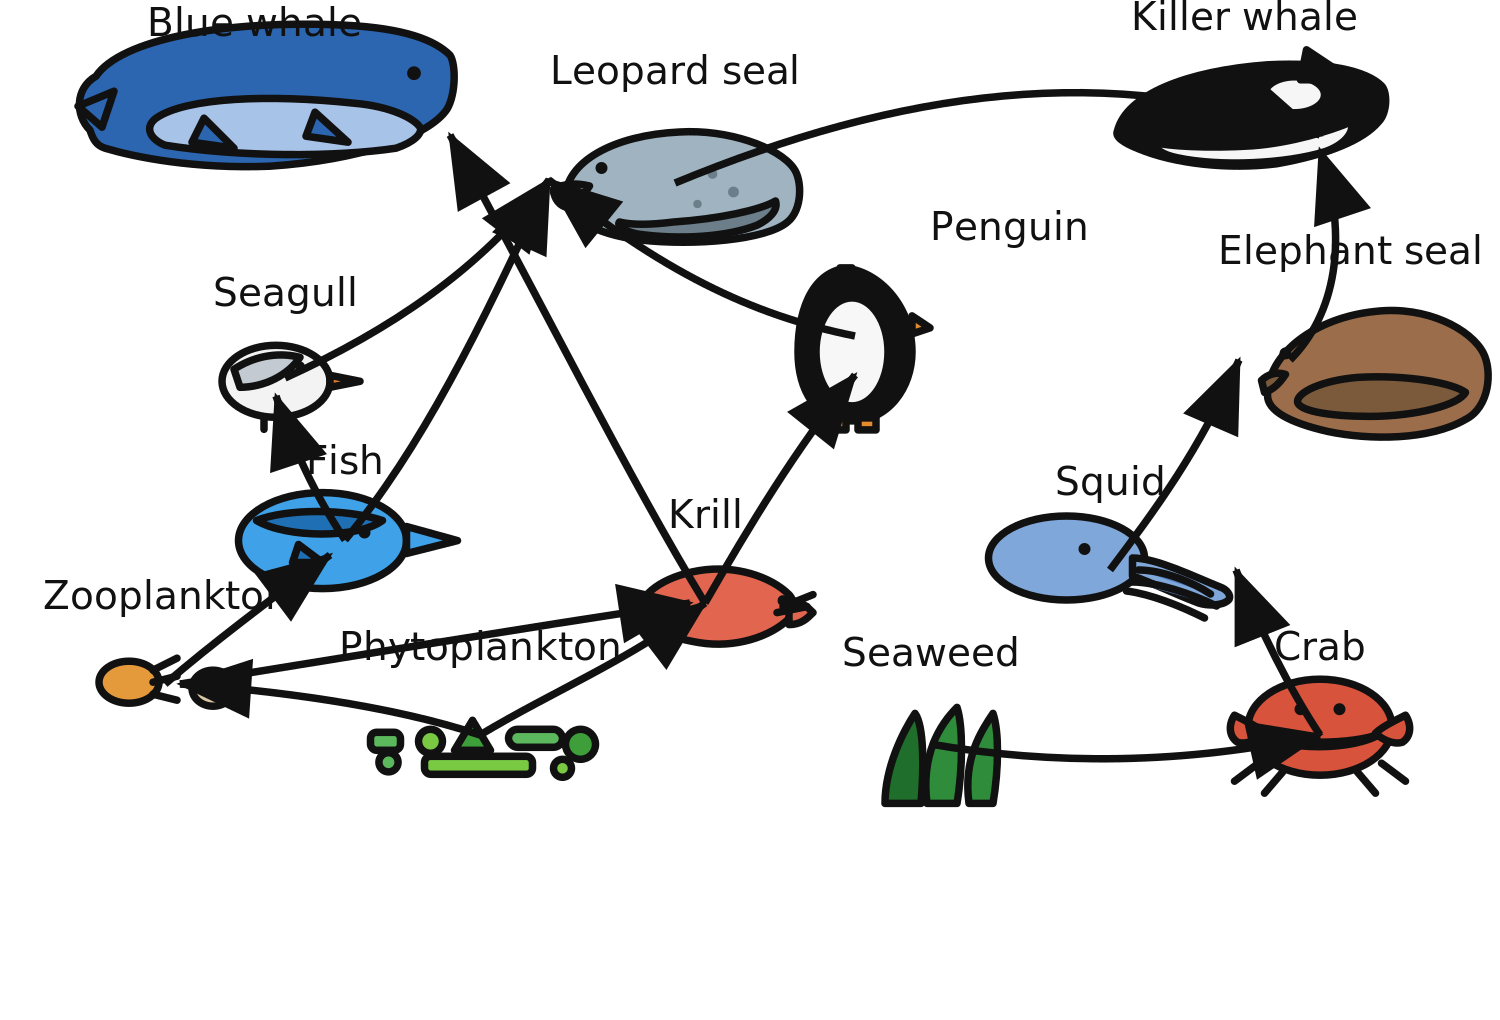 Blue whale
Killer whale
Leopard seal
Penguin
Elephant seal
Seagull
Fish
Squid
Krill
Zooplankton
Phytoplankton
Seaweed
Crab